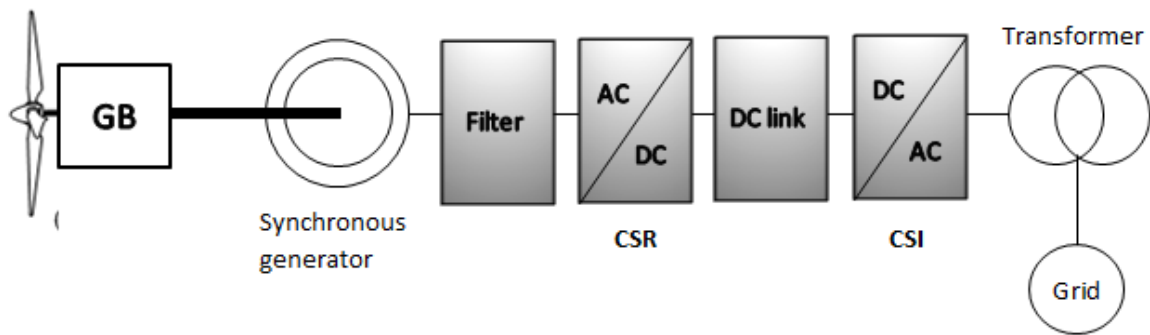 GB
Synchronous
generator
Filter
AC
DC
CSR
DC link
DC
AC
CSI
Transformer
Grid